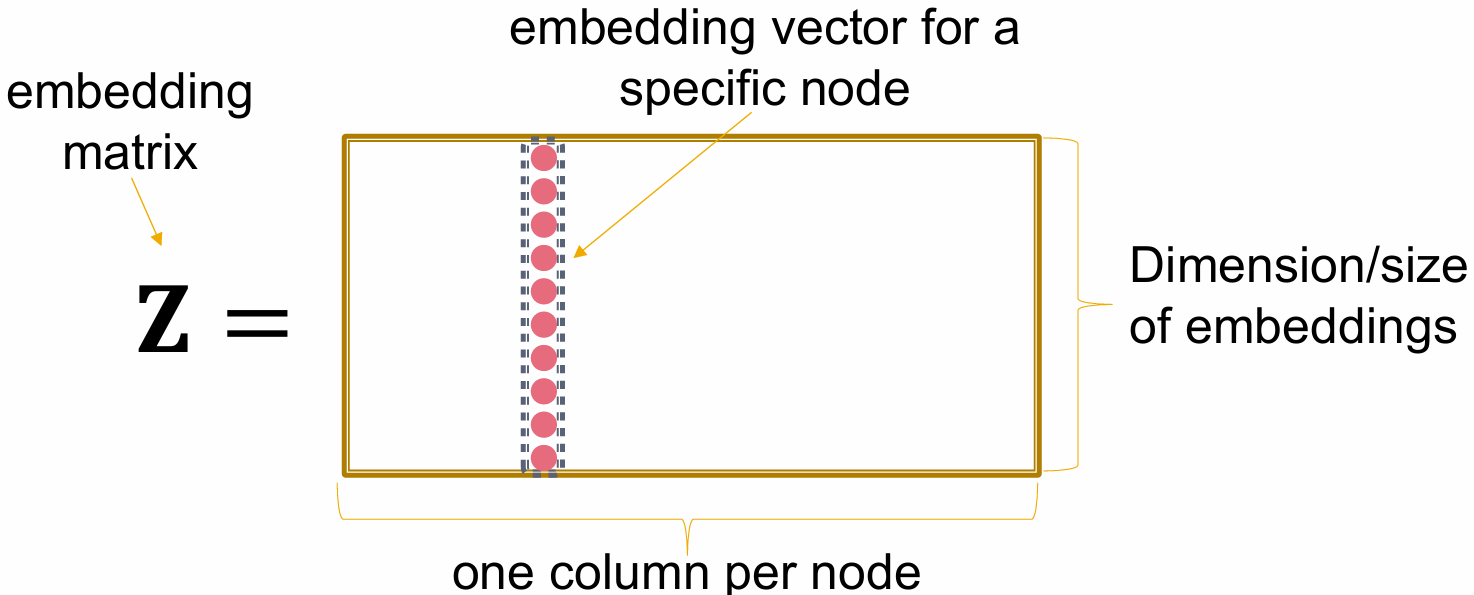 embedding vector for a
specific node
embedding
matrix
Z =
Dimension/size
of embeddings
one column per node